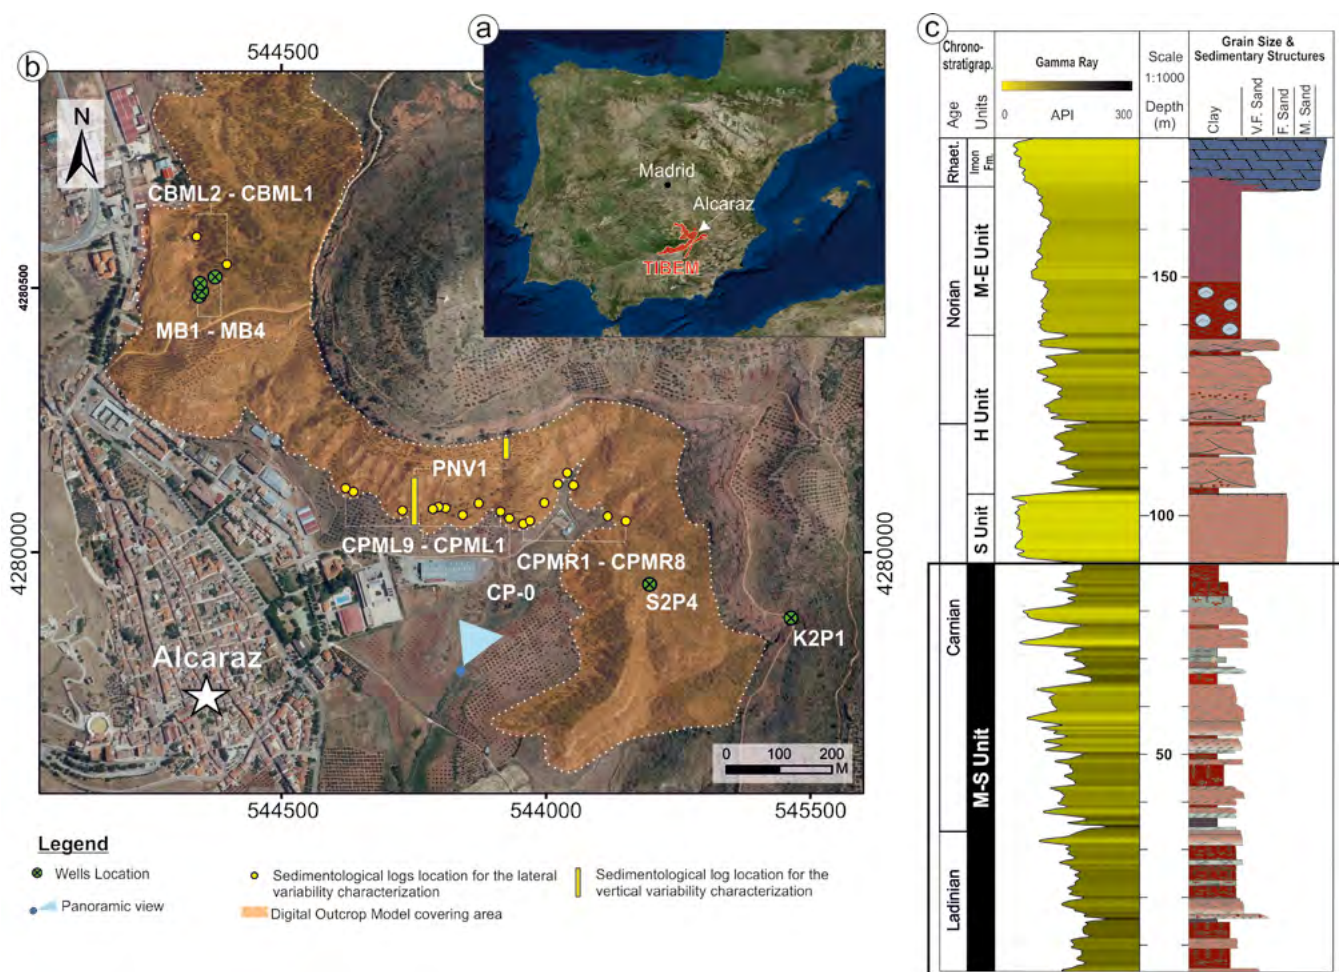 a
b
c
544500
N
CBML2 - CBML1
4280500
MB1 - MB4
PNV1
CPML9 - CPML1
CPMR1 - CPMR8
4280000
CP-0
S2P4
K2P1
Alcaraz
0 100 200
M
544500
544000
545500
Madrid
Alcaraz
TIBEM
Legend
Wells Location
Panoramic view
Sedimentological logs location for the lateral
variability characterization
Digital Outcrop Model covering area
Sedimentological log location for the
vertical variability characterization
Chrono-
stratigrap.
Age
Units
Gamma Ray
0 API 300
Scale
1:1000
Depth
(m)
Grain Size &
Sedimentary Structures
Clay
V.F. Sand
F. Sand
M. Sand
Rhaet.
Imon
Fm.
Norian
M-E Unit
H Unit
S Unit
Carnian
Ladinian
M-S Unit
150
100
50